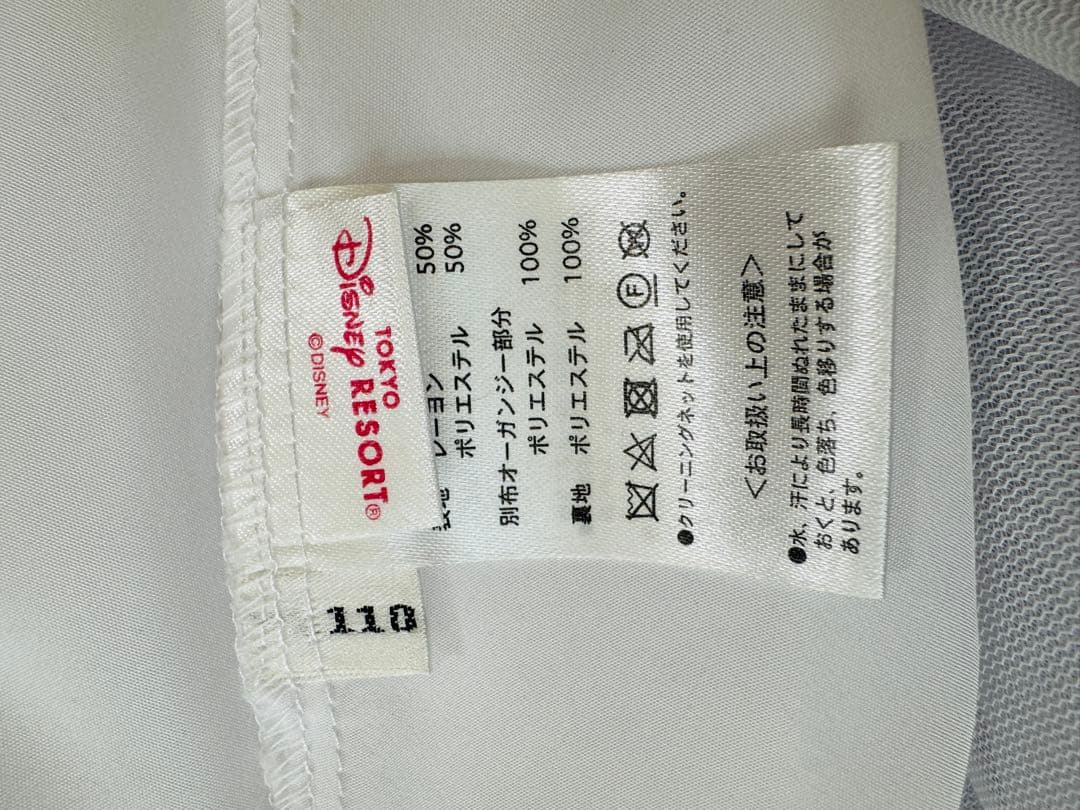 TOKYO
Disney RESORT®
©DISNEY
レーヨン 50%
ポリエステル 50%
別布オーガンジー部分
ポリエステル 100%
裏地 ポリエステル 100%
F
●クリーニングネットを使用してください。
<お取扱い上の注意>
●水、汗により長時間ぬれたままにして
おくと、色落ち、色移りする場合が
あります。
110